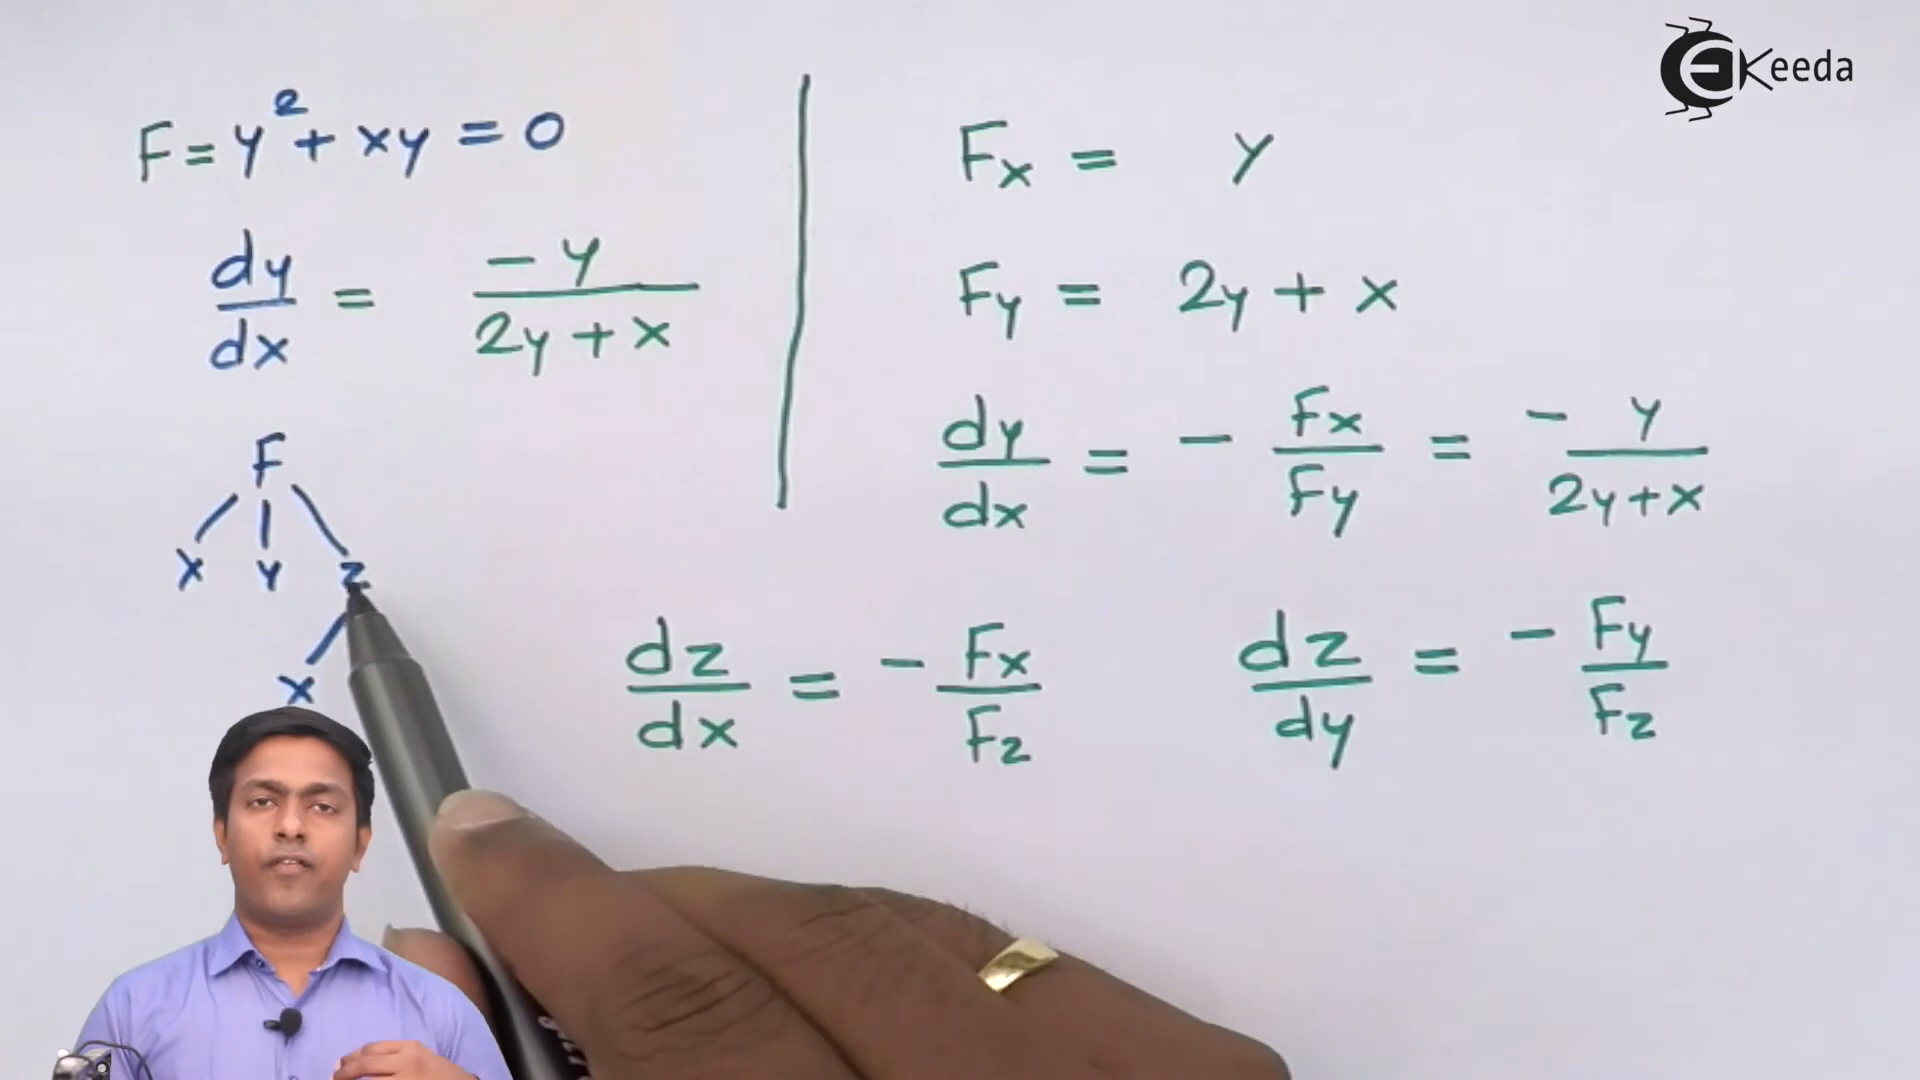 EKeeda
F = y² + xy = 0
dy/dx = -y/(2y + x)
F
x y z
x
Fx = y
Fy = 2y + x
dy/dx = - Fx/Fy = - y/(2y+x)
dz/dx = - Fx/Fz
dz/dy = - Fy/Fz